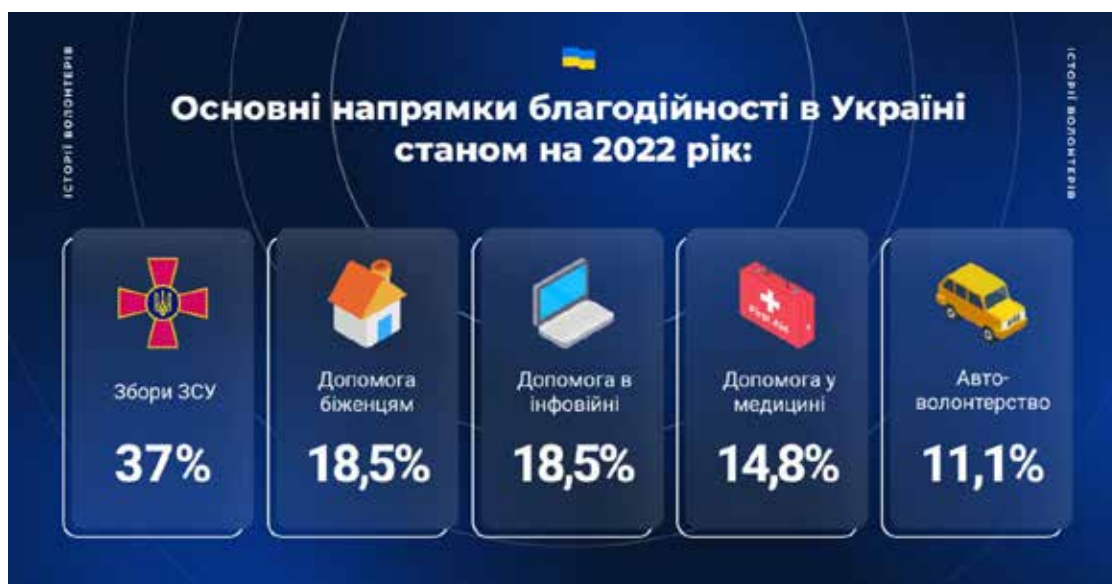 ІСТОРІЇ ВОЛОНТЕРІВ
Основні напрямки благодійності в Україні
станом на 2022 рік:
ІСТОРІЇ ВОЛОНТЕРІВ
Збори ЗСУ
37%
Допомога
біженцям
18,5%
Допомога в
інфовійні
18,5%
Допомога у
медицині
14,8%
Авто-
волонтерство
11,1%